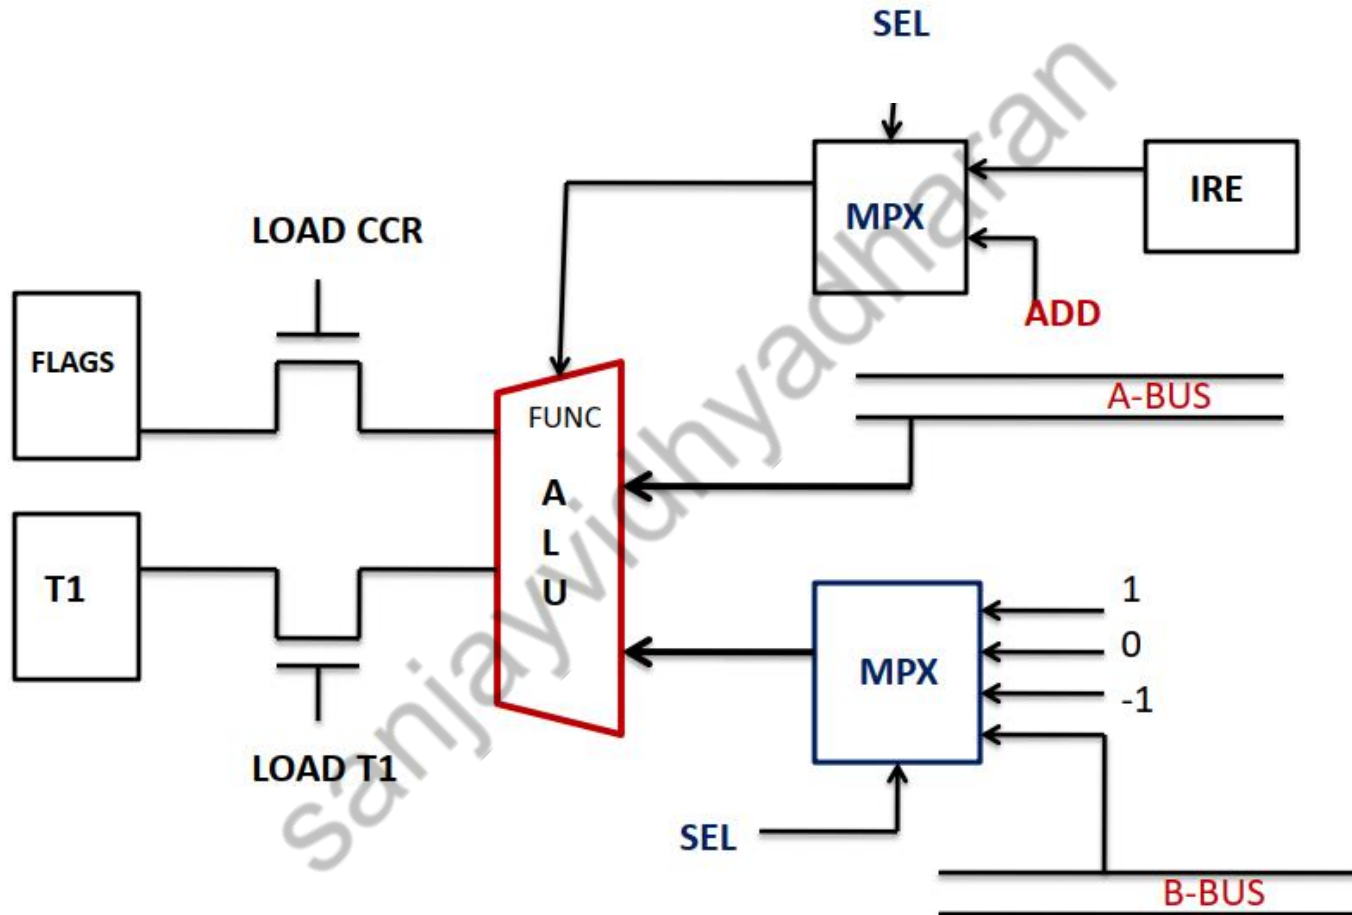 SEL
MPX
IRE
LOAD CCR
ADD
FLAGS
A-BUS
FUNC
A
L
U
T1
1
0
-1
MPX
LOAD T1
SEL
B-BUS
sanjayvidhyadharan